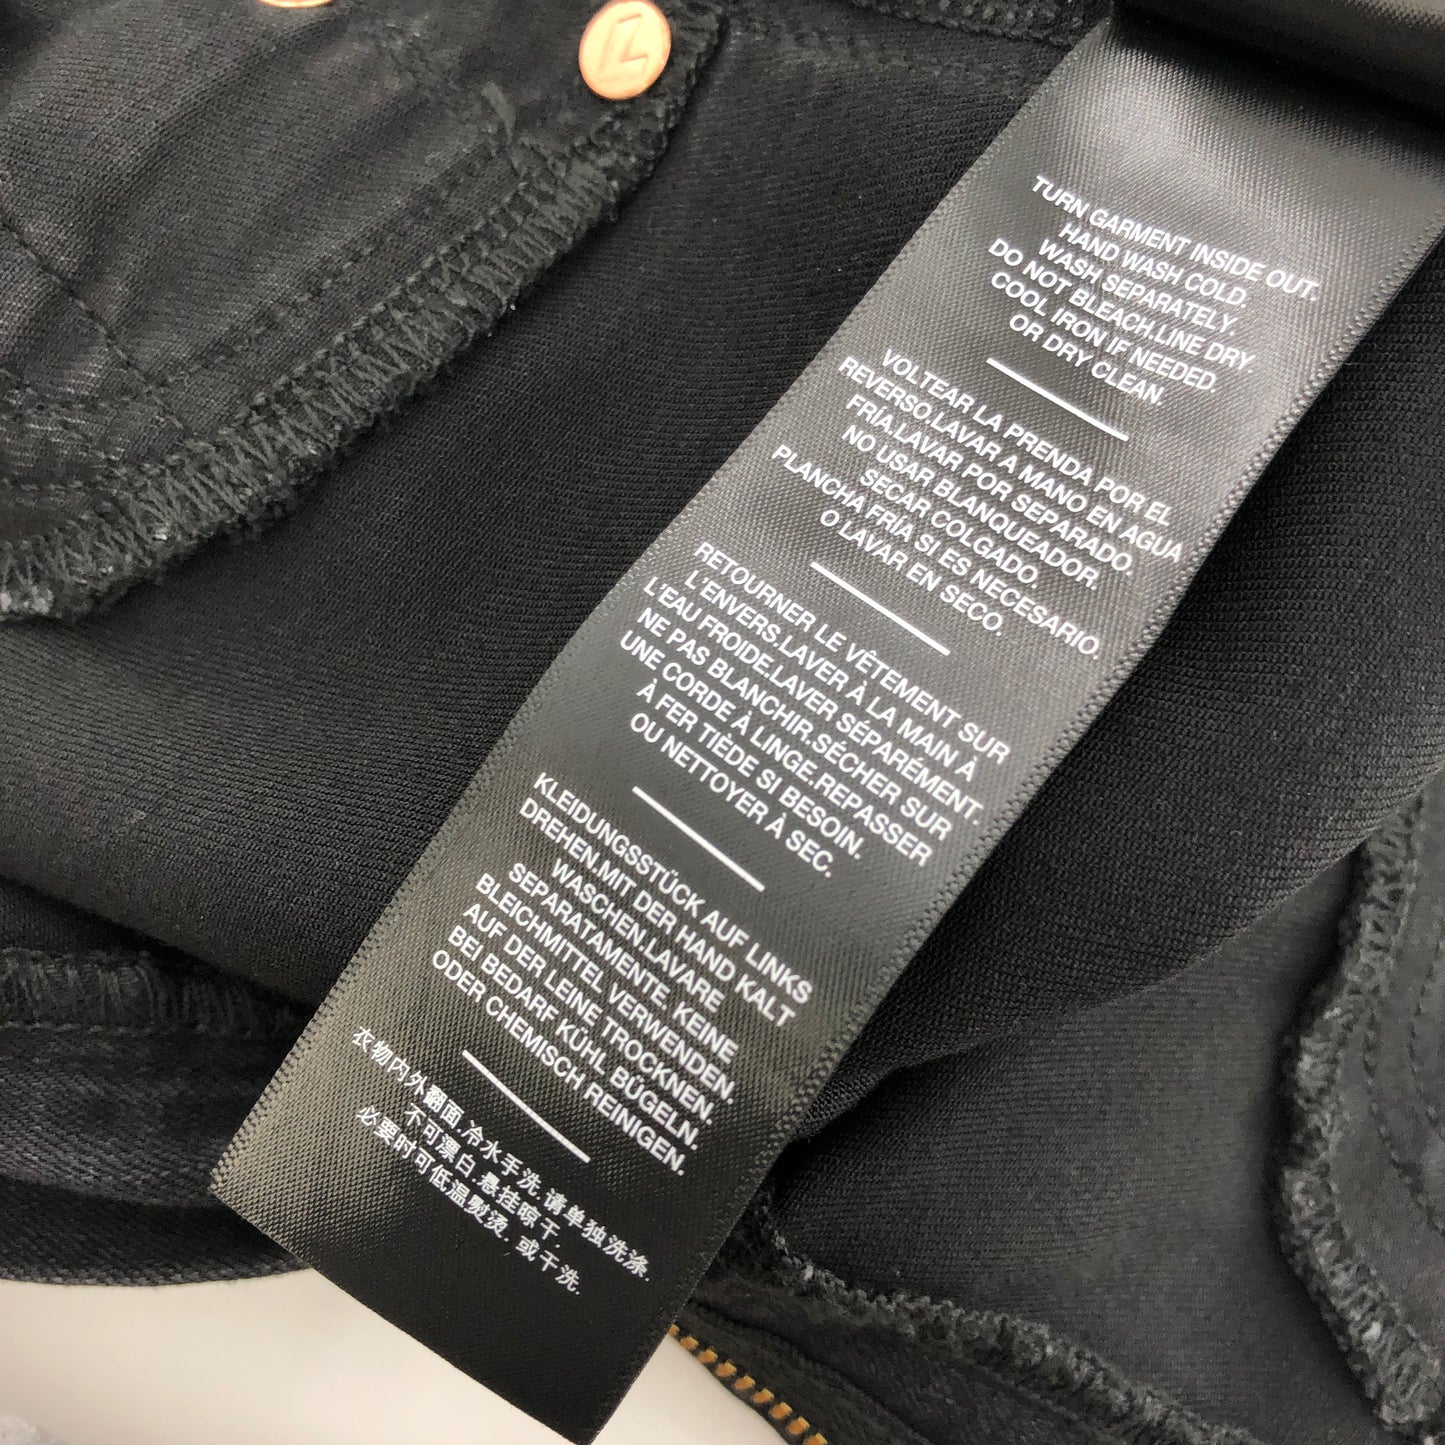 TURN GARMENT INSIDE OUT.
HAND WASH COLD.
WASH SEPARATELY.
DO NOT BLEACH.LINE DRY.
COOL IRON IF NEEDED
OR DRY CLEAN.
VOLTEAR LA PRENDA POR EL
REVERSO.LAVAR A MANO EN AGUA
FRÍA.LAVAR POR SEPARADO.
NO USAR BLANQUEADOR.
SECAR COLGADO.
PLANCHA FRÍA SI ES NECESARIO.
O LAVAR EN SECO.
RETOURNER LE VÊTEMENT SUR
L'ENVERS.LAVER À LA MAIN À
L'EAU FROIDE.LAVER SÉPARÉMENT.
NE PAS BLANCHIR.SÉCHER SUR
UNE CORDE À LINGE.REPASSER
À FER TIEDE SI BESOIN.
OU NETTOYER À SEC.
KLEIDUNGSSTÜCK AUF LINKS
DREHEN.MIT DER HAND KALT
WASCHEN.LAVARE
SEPARATAMENTE. KEINE
BLEICHMITTEL VERWENDEN.
AUF DER LEINE TROCKNEN.
BEI BEDARF KÜHL BÜGELN.
ODER CHEMISCH REINIGEN.
衣物内外翻面,冷水手洗,请单独洗涤.
不可漂白.悬挂晾干.
必要时可低温熨烫, 或干洗.